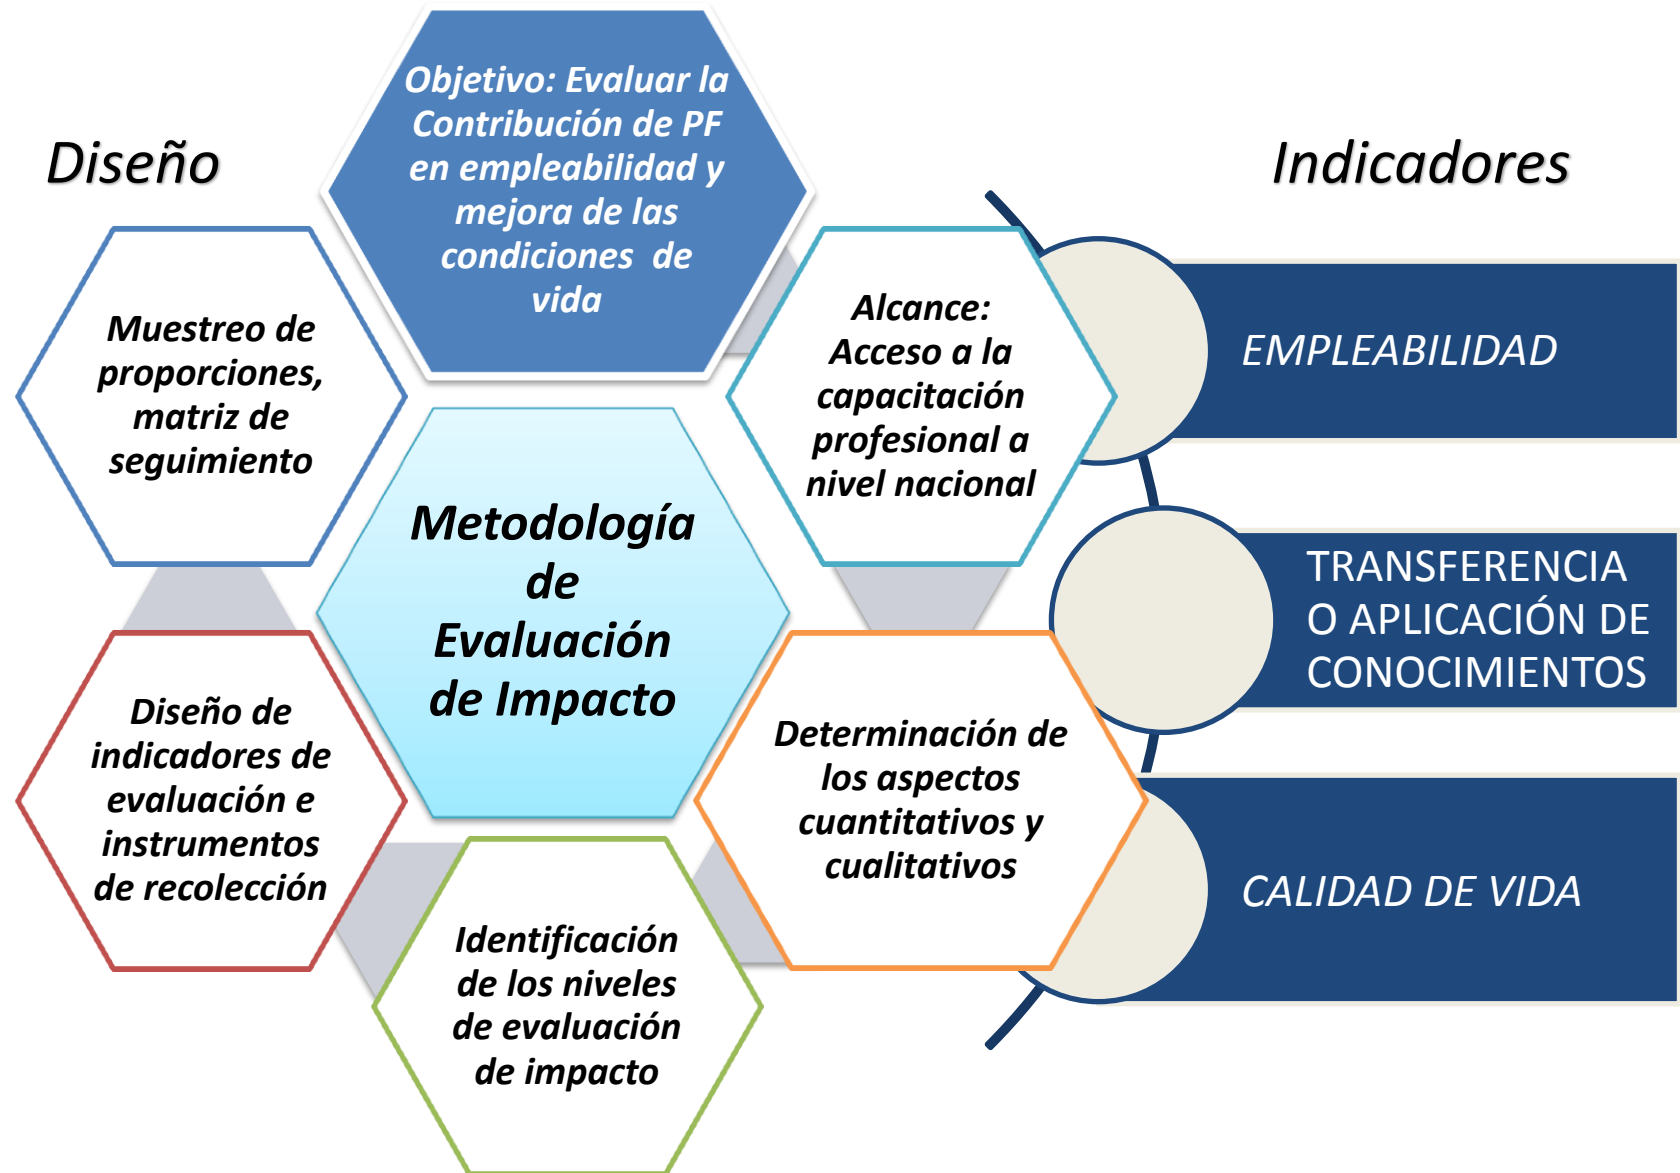 Diseño
Objetivo: Evaluar la
Contribución de PF
en empleabilidad y
mejora de las
condiciones de
vida
Indicadores
Muestreo de
proporciones,
matriz de
seguimiento
Alcance:
Acceso a la
capacitación
profesional a
nivel nacional
Metodología
de
Evaluación
de Impacto
Diseño de
indicadores de
evaluación e
instrumentos
de recolección
Determinación de
los aspectos
cuantitativos y
cualitativos
Identificación
de los niveles
de evaluación
de impacto
EMPLEABILIDAD
TRANSFERENCIA
O APLICACIÓN DE
CONOCIMIENTOS
CALIDAD DE VIDA